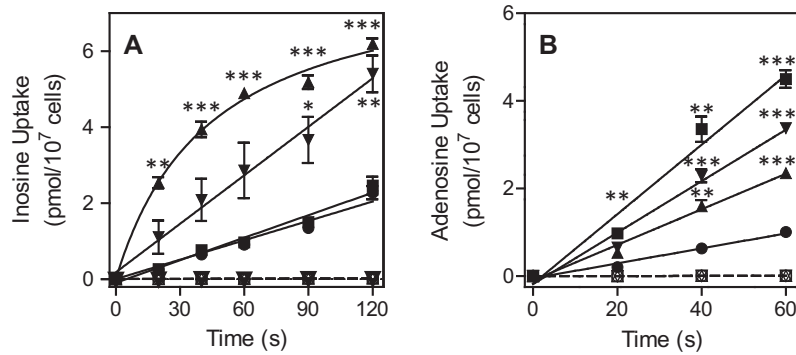 A
Inosine Uptake
(pmol/10⁷ cells)
6
4
2
0
0 30 60 90 120
Time (s)
**
***
***
***
***
*
**
B
Adenosine Uptake
(pmol/10⁷ cells)
6
4
2
0
0 20 40 60
Time (s)
**
**
***
**
***
***
***